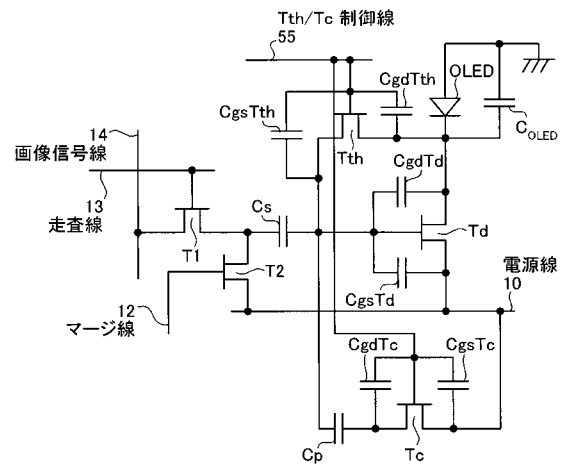 Tth/Tc 制御線
55
OLED
CgdTth
CgsTth
COLED
14
画像信号線
Tth
CgdTd
13
走査線
Cs
T1
Td
T2
電源線
10
CgsTd
12
マージ線
CgdTc
CgsTc
Cp
Tc